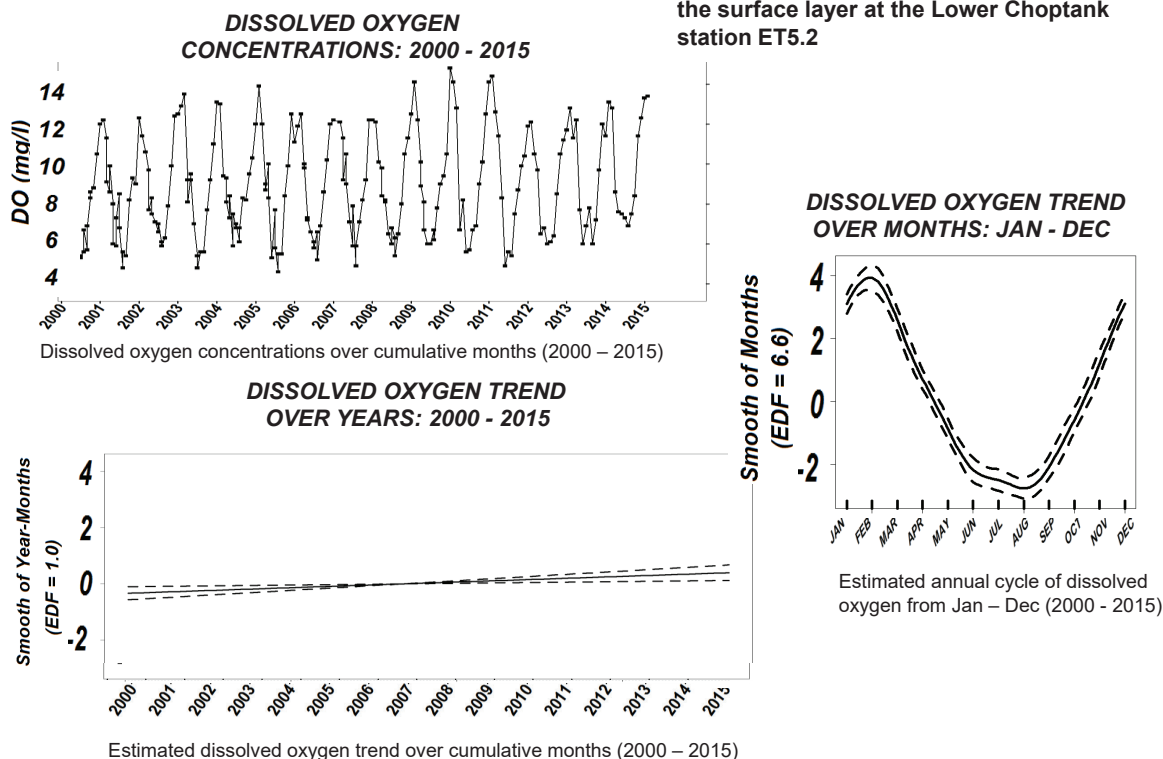 the surface layer at the Lower Choptank
station ET5.2
DISSOLVED OXYGEN
CONCENTRATIONS: 2000 - 2015
DO (mg/l)
14
12
10
8
6
4
2000
2001
2002
2003
2004
2005
2006
2007
2008
2009
2010
2011
2012
2013
2014
2015
Dissolved oxygen concentrations over cumulative months (2000 – 2015)
DISSOLVED OXYGEN TREND
OVER YEARS: 2000 - 2015
Smooth of Year-Months
(EDF = 1.0)
4
2
0
-2
2000
2001
2002
2003
2004
2005
2006
2007
2008
2009
2010
2011
2012
2013
2014
2015
Estimated dissolved oxygen trend over cumulative months (2000 – 2015)
DISSOLVED OXYGEN TREND
OVER MONTHS: JAN - DEC
Smooth of Months
(EDF = 6.6)
4
2
0
-2
JAN
FEB
MAR
APR
MAY
JUN
JUL
AUG
SEP
OCT
NOV
DEC
Estimated annual cycle of dissolved
oxygen from Jan – Dec (2000 - 2015)